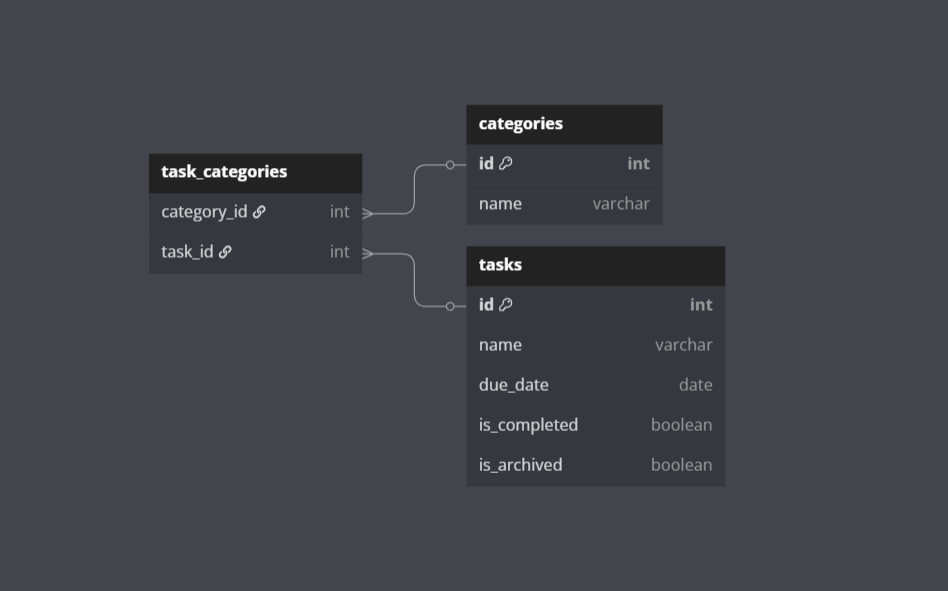 task_categories
category_id int
task_id int
categories
id int
name varchar
tasks
id int
name varchar
due_date date
is_completed boolean
is_archived boolean